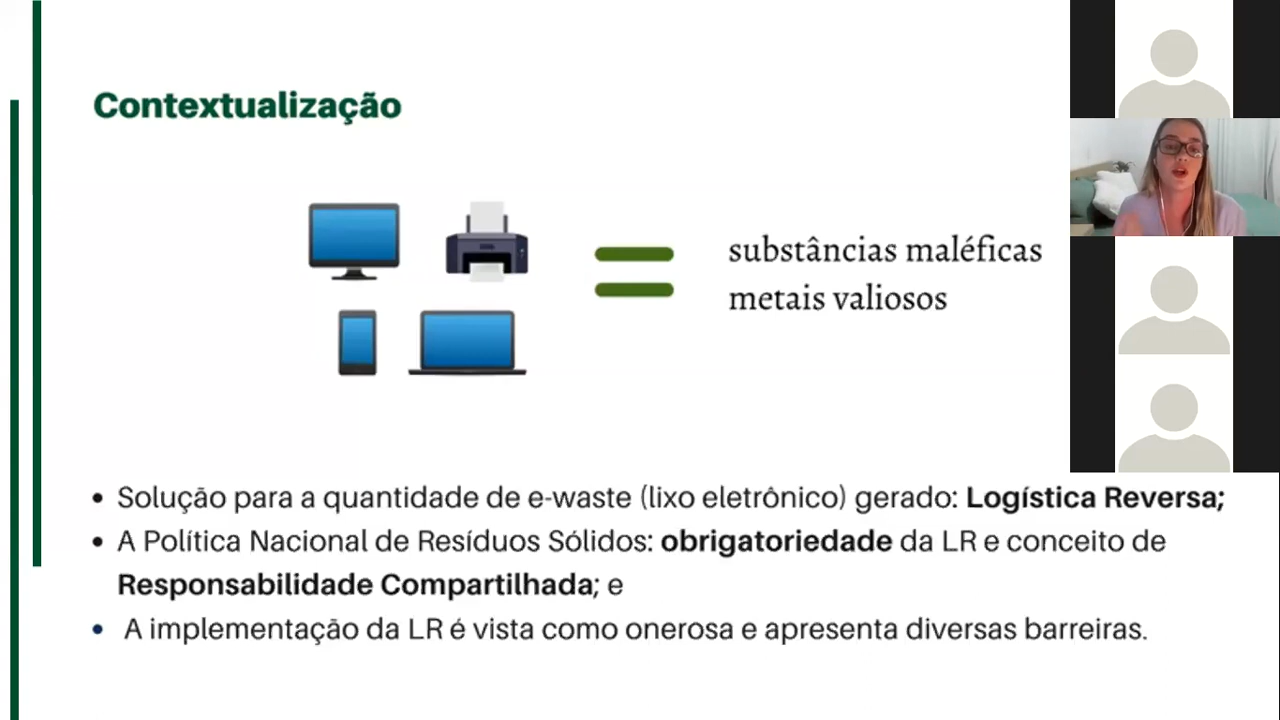 Contextualização
substâncias maléficas
metais valiosos
• Solução para a quantidade de e-waste (lixo eletrônico) gerado: Logística Reversa;
• A Política Nacional de Resíduos Sólidos: obrigatoriedade da LR e conceito de
Responsabilidade Compartilhada; e
• A implementação da LR é vista como onerosa e apresenta diversas barreiras.